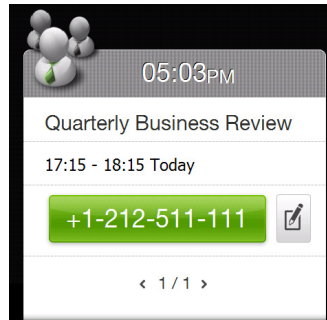 05:03PM
Quarterly Business Review
17:15 - 18:15 Today
+1-212-511-111
‹ 1 / 1 ›